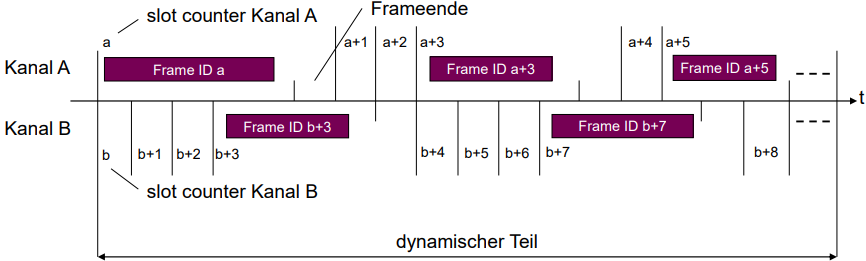 slot counter Kanal A
Frameende
a
a+1
a+2
a+3
a+4
a+5
Kanal A
Frame ID a
Frame ID a+3
Frame ID a+5
t
Kanal B
Frame ID b+3
Frame ID b+7
b
b+1
b+2
b+3
b+4
b+5
b+6
b+7
b+8
slot counter Kanal B
dynamischer Teil